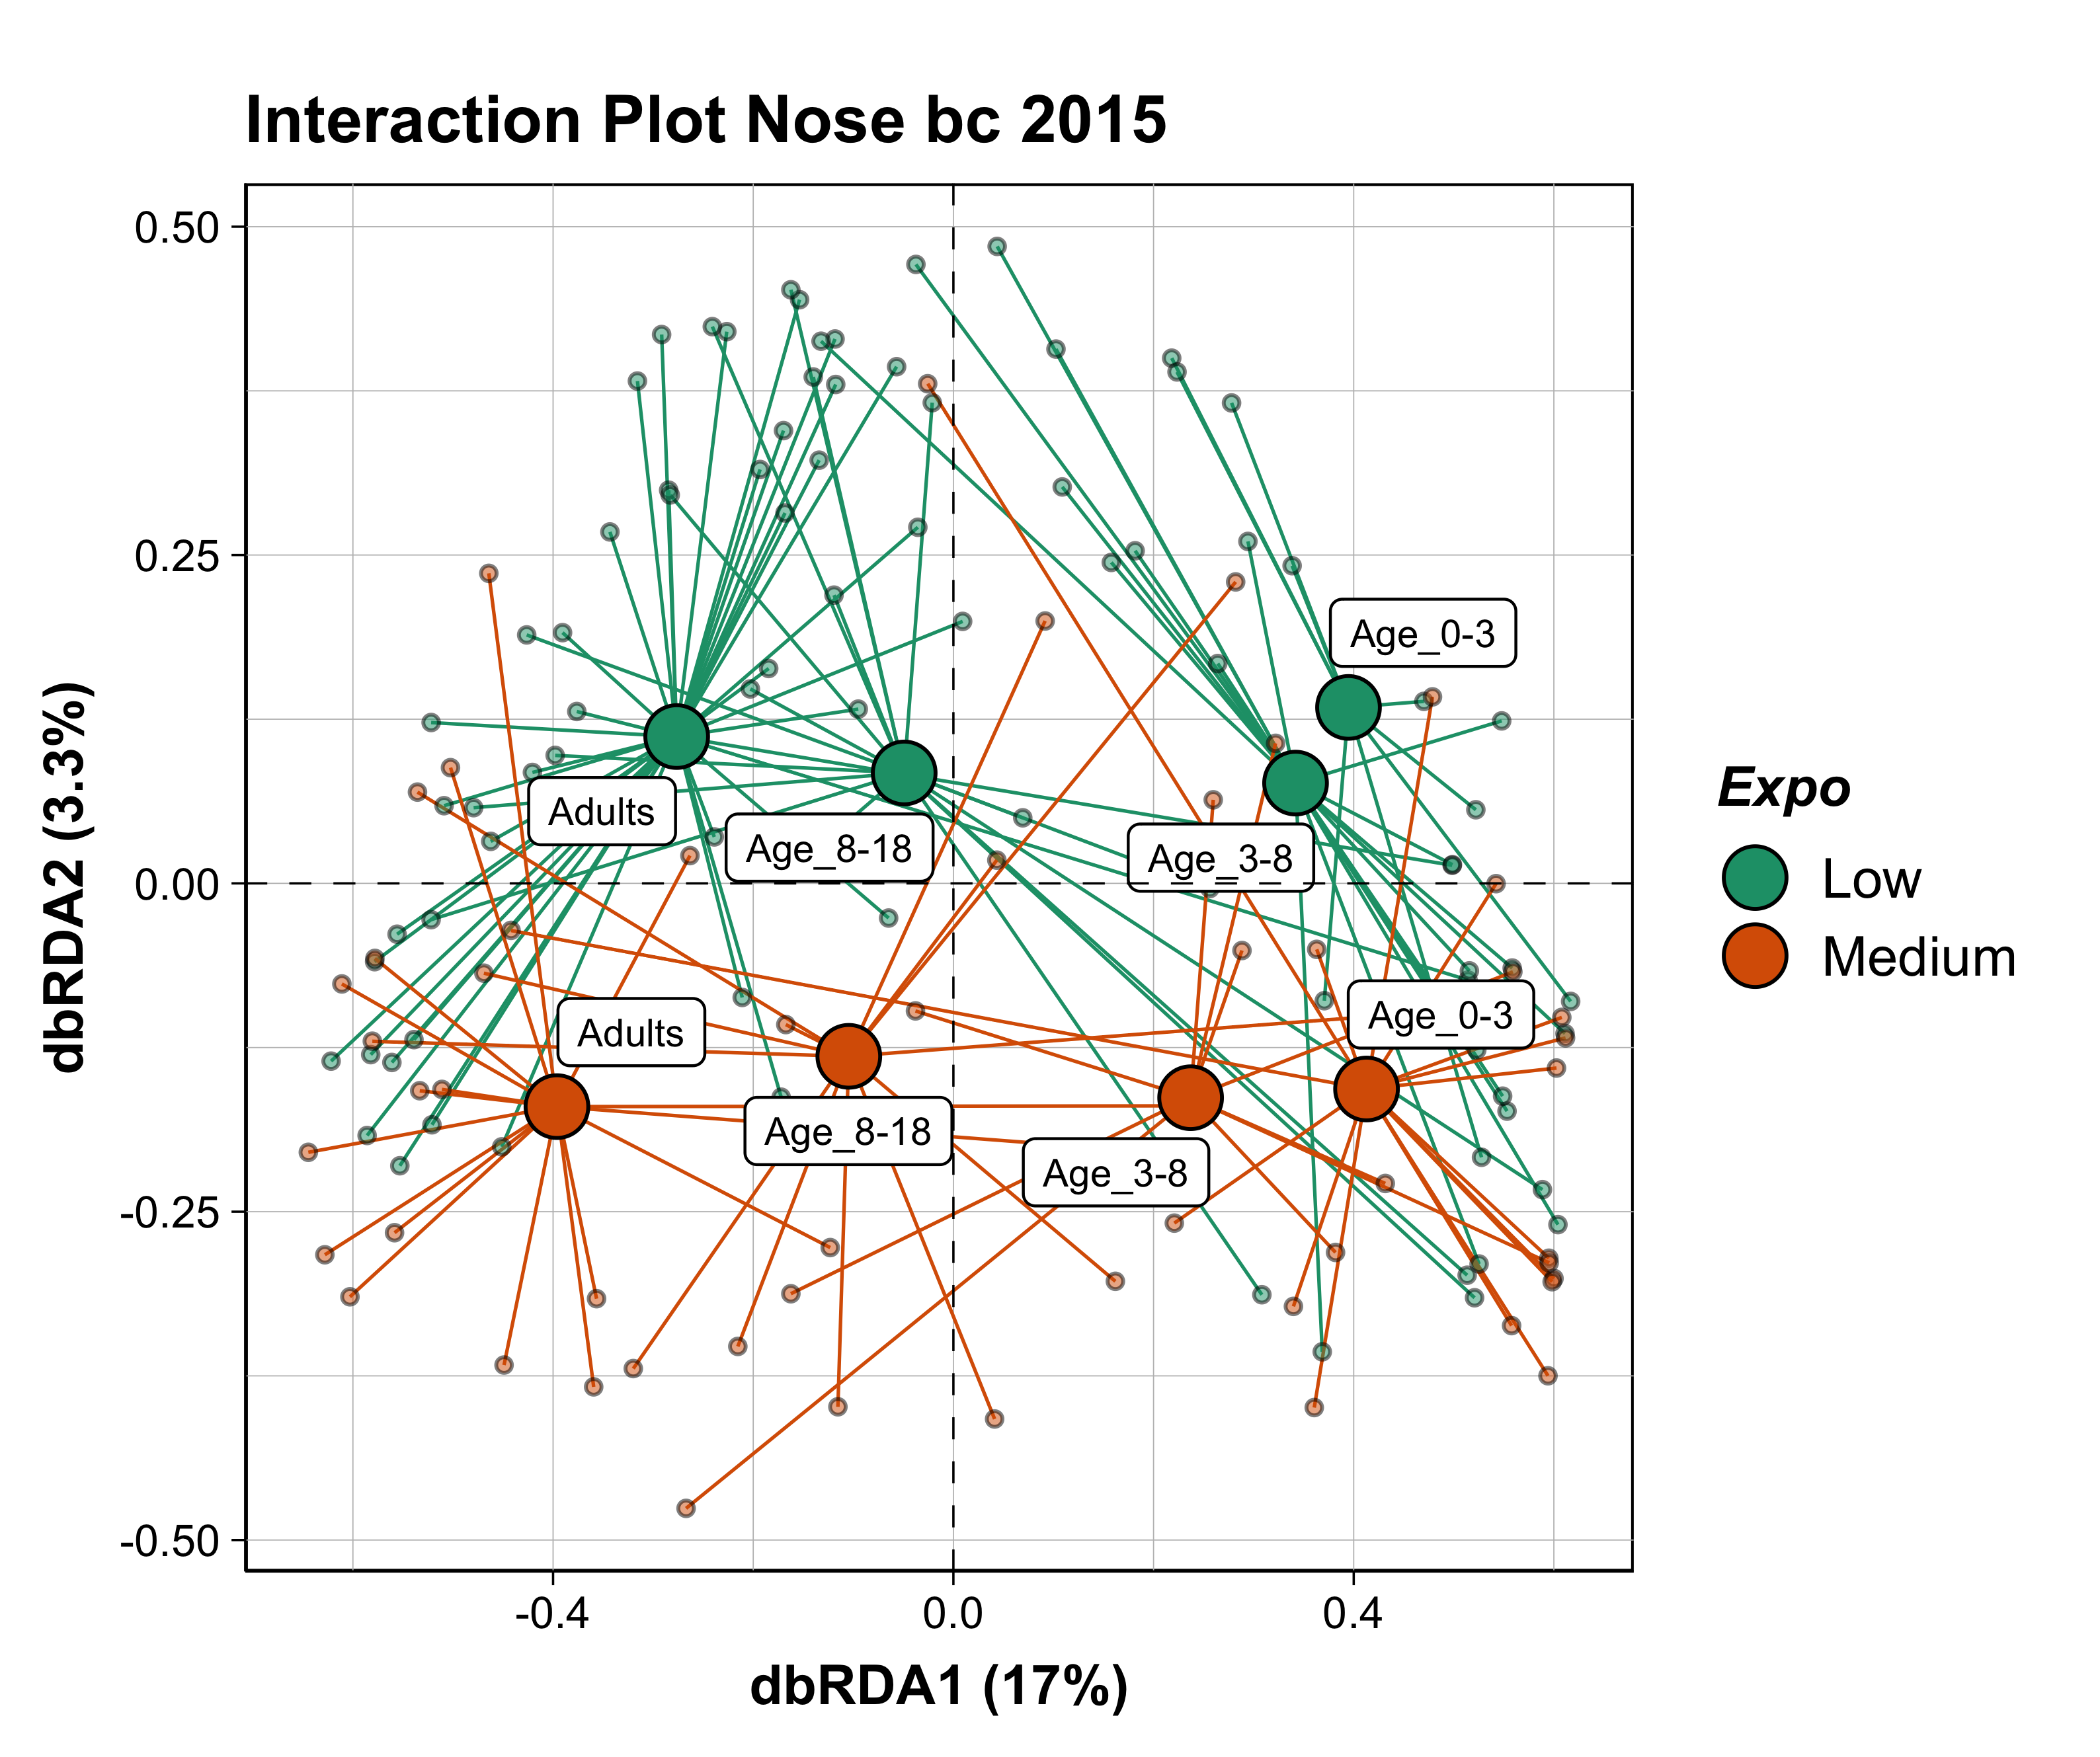 Interaction Plot Nose bc 2015
0.50
0.25
0.00
-0.25
-0.50
dbRDA2 (3.3%)
Age_0-3
Adults
Age_8-18
Age_3-8
Adults
Age_0-3
Age_8-18
Age_3-8
-0.4
0.0
0.4
dbRDA1 (17%)
Expo
Low
Medium